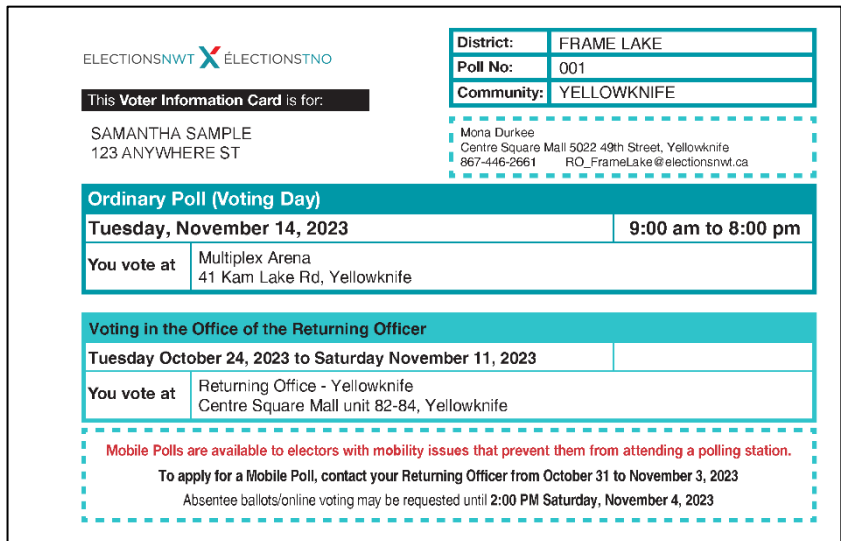 ELECTIONSNWT X ÉLECTIONSTNO
This Voter Information Card is for:
SAMANTHA SAMPLE
123 ANYWHERE ST
District: FRAME LAKE
Poll No: 001
Community: YELLOWKNIFE
Mona Durkee
Centre Square Mall 5022 49th Street, Yellowknife
867-446-2661 RO_FrameLake@electionsnwt.ca
Ordinary Poll (Voting Day)
Tuesday, November 14, 2023 9:00 am to 8:00 pm
You vote at
Multiplex Arena
41 Kam Lake Rd, Yellowknife
Voting in the Office of the Returning Officer
Tuesday October 24, 2023 to Saturday November 11, 2023
You vote at
Returning Office - Yellowknife
Centre Square Mall unit 82-84, Yellowknife
Mobile Polls are available to electors with mobility issues that prevent them from attending a polling station.
To apply for a Mobile Poll, contact your Returning Officer from October 31 to November 3, 2023
Absentee ballots/online voting may be requested until 2:00 PM Saturday, November 4, 2023